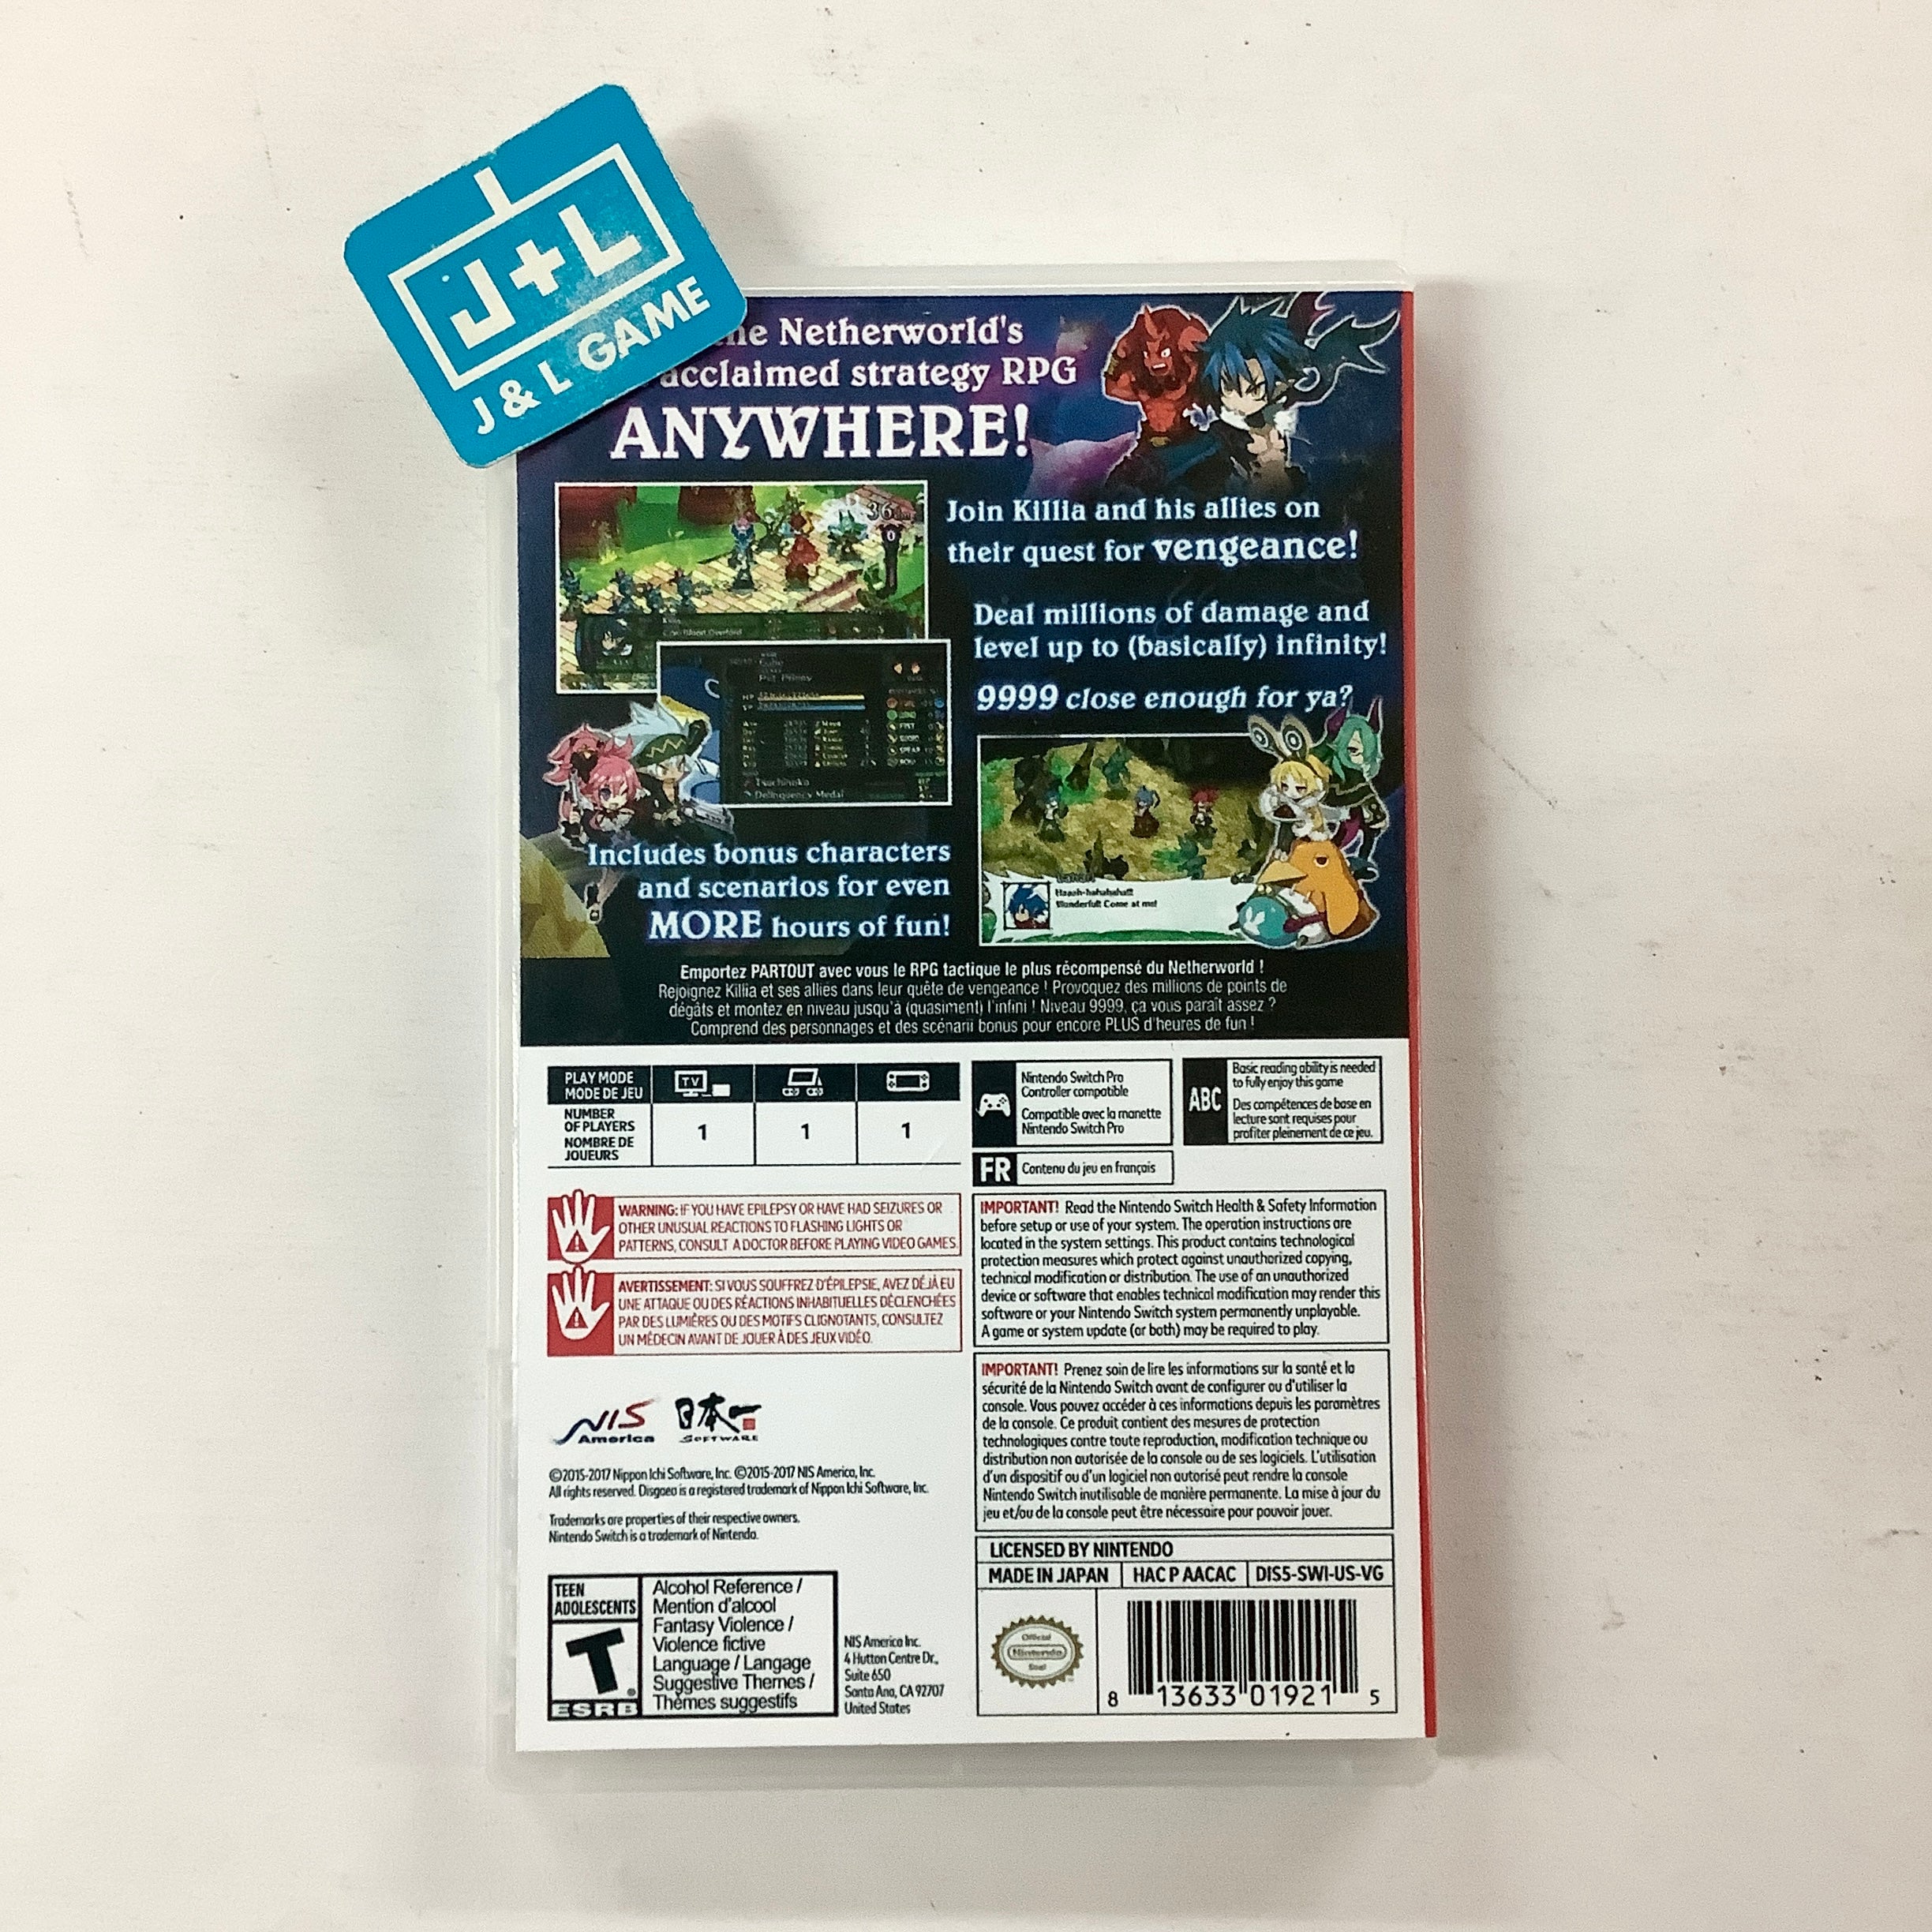 J+L
J & L GAME
he Netherworld's
acclaimed strategy RPG
ANYWHERE!
Join Killia and his allies on
their quest for vengeance!
Deal millions of damage and
level up to (basically) infinity!
9999 close enough for ya?
Tsuchinoko
Delinquency Medal
Haaah-hahahaha!!
Wonderful! Come at me!
Includes bonus characters
and scenarios for even
MORE hours of fun!
Emportez PARTOUT avec vous le RPG tactique le plus récompensé du Netherworld !
Rejoignez Killia et ses alliés dans leur quête de vengeance ! Provoquez des millions de points de
dégâts et montez en niveau jusqu'à (quasiment) l'infini ! Niveau 9999, ça vous paraît assez ?
Comprend des personnages et des scénarii bonus pour encore PLUS d'heures de fun !
PLAY MODE
MODE DE JEU
TV
NUMBER
OF PLAYERS
NOMBRE DE
JOUEURS
1
1
1
Nintendo Switch Pro
Controller compatible
Compatible avec la manette
Nintendo Switch Pro
ABC
Basic reading ability is needed
to fully enjoy this game
Des compétences de base en
lecture sont requises pour
profiter pleinement de ce jeu.
FR Contenu du jeu en français
WARNING: IF YOU HAVE EPILEPSY OR HAVE HAD SEIZURES OR
OTHER UNUSUAL REACTIONS TO FLASHING LIGHTS OR
PATTERNS, CONSULT A DOCTOR BEFORE PLAYING VIDEO GAMES.
AVERTISSEMENT: SI VOUS SOUFFREZ D'ÉPILEPSIE, AVEZ DÉJÀ EU
UNE ATTAQUE OU DES RÉACTIONS INHABITUELLES DÉCLENCHÉES
PAR DES LUMIÈRES OU DES MOTIFS CLIGNOTANTS, CONSULTEZ
UN MÉDECIN AVANT DE JOUER À DES JEUX VIDÉO.
IMPORTANT! Read the Nintendo Switch Health & Safety Information
before setup or use of your system. The operation instructions are
located in the system settings. This product contains technological
protection measures which protect against unauthorized copying,
technical modification or distribution. The use of an unauthorized
device or software that enables technical modification may render this
software or your Nintendo Switch system permanently unplayable.
A game or system update (or both) may be required to play.
IMPORTANT! Prenez soin de lire les informations sur la santé et la
sécurité de la Nintendo Switch avant de configurer ou d'utiliser la
console. Vous pouvez accéder à ces informations depuis les paramètres
de la console. Ce produit contient des mesures de protection
technologiques contre toute reproduction, modification technique ou
distribution non autorisée de la console ou de ses logiciels. L'utilisation
d'un dispositif ou d'un logiciel non autorisé peut rendre la console
Nintendo Switch inutilisable de manière permanente. La mise à jour du
jeu et/ou de la console peut être nécessaire pour pouvoir jouer.
NIS
America
日本一
SOFTWARE
©2015-2017 Nippon Ichi Software, Inc. ©2015-2017 NIS America, Inc.
All rights reserved. Disgaea is a registered trademark of Nippon Ichi Software, Inc.
Trademarks are properties of their respective owners.
Nintendo Switch is a trademark of Nintendo.
TEEN
ADOLESCENTS
T
ESRB
Alcohol Reference /
Mention d'alcool
Fantasy Violence /
Violence fictive
Language / Langage
Suggestive Themes /
Thèmes suggestifs
NIS America Inc.
4 Hutton Centre Dr.,
Suite 650
Santa Ana, CA 92707
United States
LICENSED BY NINTENDO
MADE IN JAPAN HAC P AACAC DIS5-SWI-US-VG
Official
Nintendo
Seal
8 13633 01921 5